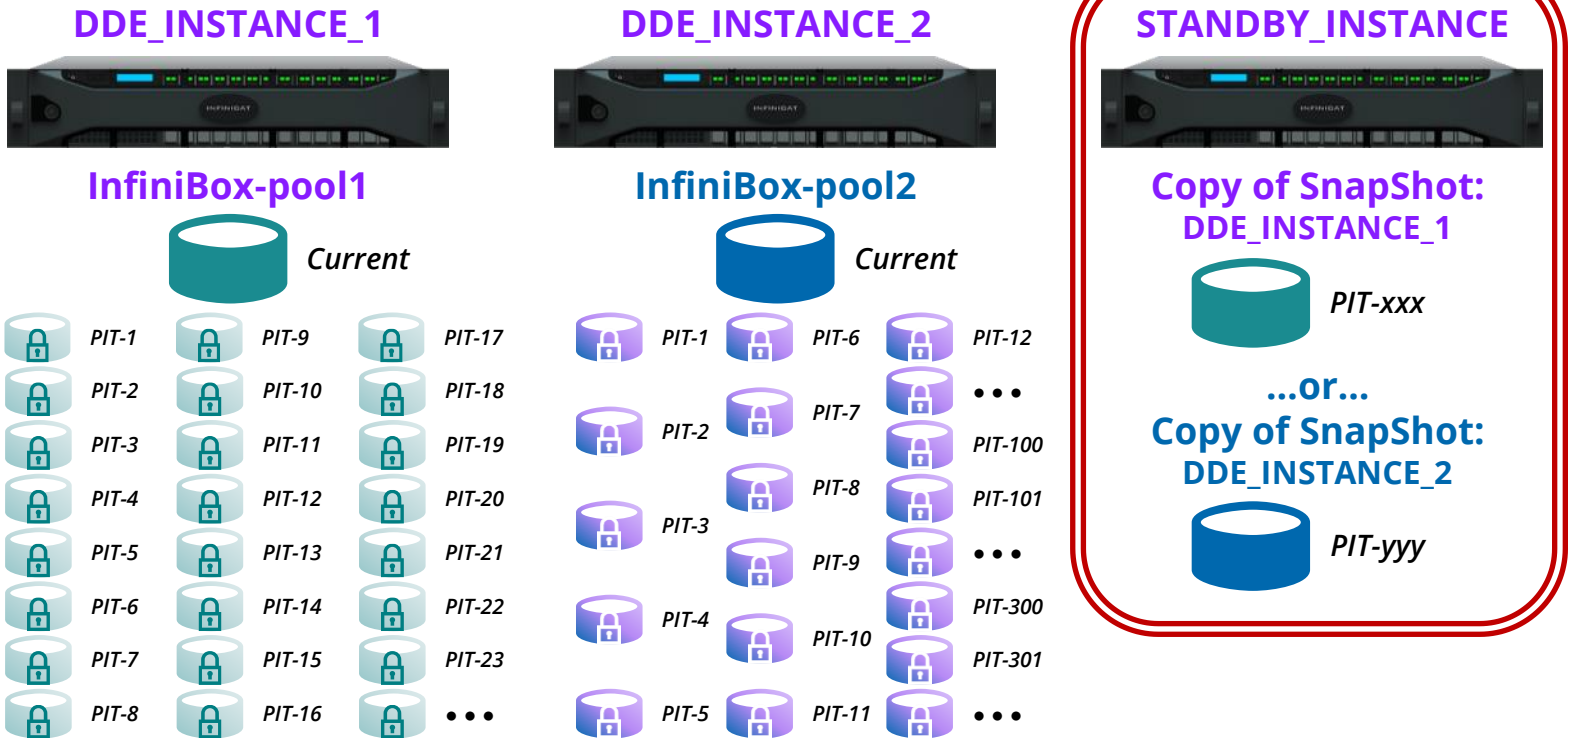 DDE_INSTANCE_1
INFINIDAT
InfiniBox-pool1
Current
PIT-1
PIT-2
PIT-3
PIT-4
PIT-5
PIT-6
PIT-7
PIT-8
PIT-9
PIT-10
PIT-11
PIT-12
PIT-13
PIT-14
PIT-15
PIT-16
PIT-17
PIT-18
PIT-19
PIT-20
PIT-21
PIT-22
PIT-23
•••
DDE_INSTANCE_2
INFINIDAT
InfiniBox-pool2
Current
PIT-1
PIT-2
PIT-3
PIT-4
PIT-5
PIT-6
PIT-7
PIT-8
PIT-9
PIT-10
PIT-11
PIT-12
•••
PIT-100
PIT-101
•••
PIT-300
PIT-301
•••
STANDBY_INSTANCE
INFINIDAT
Copy of SnapShot:
DDE_INSTANCE_1
PIT-xxx
...or...
Copy of SnapShot:
DDE_INSTANCE_2
PIT-yyy